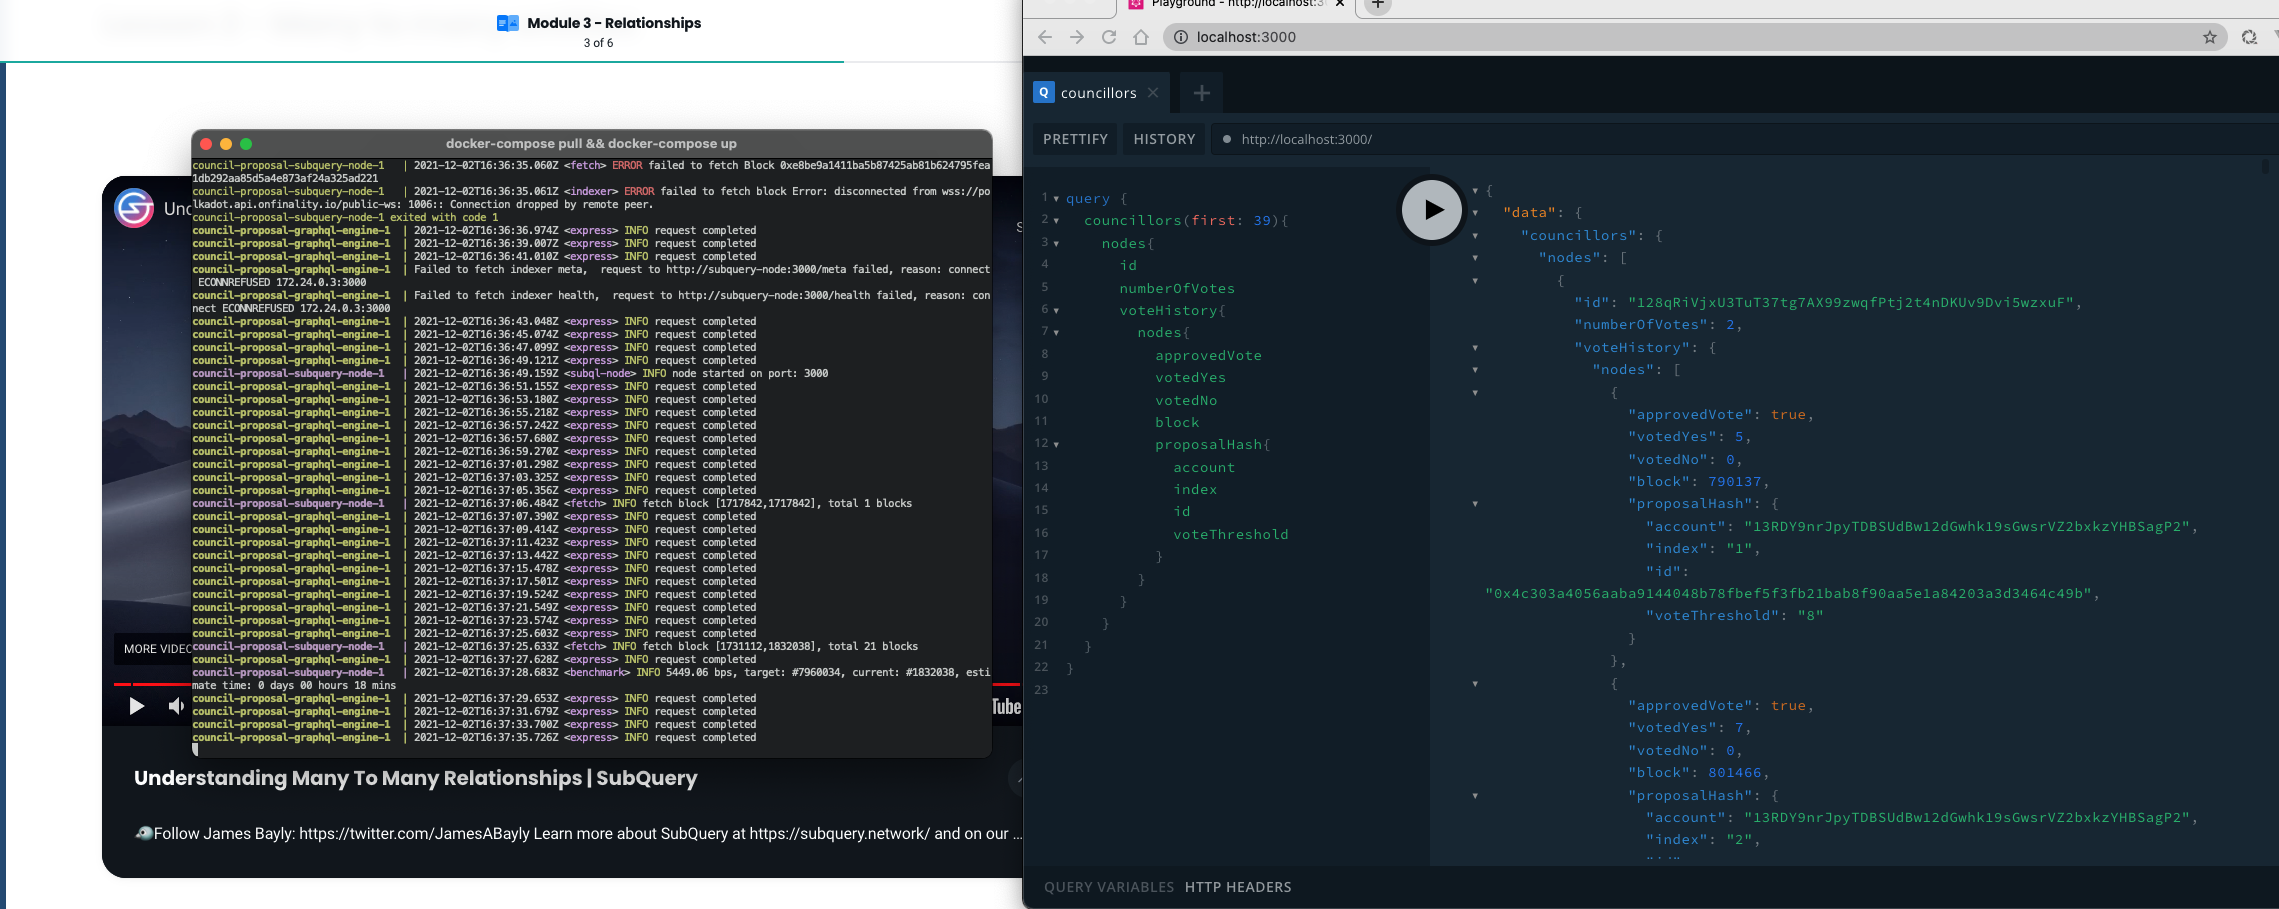 Module 3 - Relationships
3 of 6
docker-compose pull && docker-compose up
council-proposal-subquery-node-1 | 2021-12-02T16:36:35.060Z <fetch> ERROR failed to fetch Block 0xe8be9a1411ba5b87425ab81b624795fea
1db292aa85d5a4e873af24a325ad221
council-proposal-subquery-node-1 | 2021-12-02T16:36:35.061Z <indexer> ERROR failed to fetch block Error: disconnected from wss://po
lkadot.api.onfinality.io/public-ws: 1006:: Connection dropped by remote peer.
council-proposal-subquery-node-1 exited with code 1
council-proposal-graphql-engine-1 | 2021-12-02T16:36:36.974Z <express> INFO request completed
council-proposal-graphql-engine-1 | 2021-12-02T16:36:39.007Z <express> INFO request completed
council-proposal-graphql-engine-1 | 2021-12-02T16:36:41.010Z <express> INFO request completed
council-proposal-graphql-engine-1 | Failed to fetch indexer meta, request to http://subquery-node:3000/meta failed, reason: connect
ECONNREFUSED 172.24.0.3:3000
council-proposal-graphql-engine-1 | Failed to fetch indexer health, request to http://subquery-node:3000/health failed, reason: con
nect ECONNREFUSED 172.24.0.3:3000
council-proposal-graphql-engine-1 | 2021-12-02T16:36:43.048Z <express> INFO request completed
council-proposal-graphql-engine-1 | 2021-12-02T16:36:45.074Z <express> INFO request completed
council-proposal-graphql-engine-1 | 2021-12-02T16:36:47.099Z <express> INFO request completed
council-proposal-graphql-engine-1 | 2021-12-02T16:36:49.121Z <express> INFO request completed
council-proposal-subquery-node-1 | 2021-12-02T16:36:49.159Z <subql-node> INFO node started on port: 3000
council-proposal-graphql-engine-1 | 2021-12-02T16:36:51.155Z <express> INFO request completed
council-proposal-graphql-engine-1 | 2021-12-02T16:36:53.180Z <express> INFO request completed
council-proposal-graphql-engine-1 | 2021-12-02T16:36:55.218Z <express> INFO request completed
council-proposal-graphql-engine-1 | 2021-12-02T16:36:57.242Z <express> INFO request completed
council-proposal-graphql-engine-1 | 2021-12-02T16:36:57.680Z <express> INFO request completed
council-proposal-graphql-engine-1 | 2021-12-02T16:36:59.270Z <express> INFO request completed
council-proposal-graphql-engine-1 | 2021-12-02T16:37:01.298Z <express> INFO request completed
council-proposal-graphql-engine-1 | 2021-12-02T16:37:03.325Z <express> INFO request completed
council-proposal-graphql-engine-1 | 2021-12-02T16:37:05.356Z <express> INFO request completed
council-proposal-subquery-node-1 | 2021-12-02T16:37:06.484Z <fetch> INFO fetch block [1717842,1717842], total 1 blocks
council-proposal-graphql-engine-1 | 2021-12-02T16:37:07.390Z <express> INFO request completed
council-proposal-graphql-engine-1 | 2021-12-02T16:37:09.414Z <express> INFO request completed
council-proposal-graphql-engine-1 | 2021-12-02T16:37:11.423Z <express> INFO request completed
council-proposal-graphql-engine-1 | 2021-12-02T16:37:13.442Z <express> INFO request completed
council-proposal-graphql-engine-1 | 2021-12-02T16:37:15.478Z <express> INFO request completed
council-proposal-graphql-engine-1 | 2021-12-02T16:37:17.501Z <express> INFO request completed
council-proposal-graphql-engine-1 | 2021-12-02T16:37:19.524Z <express> INFO request completed
council-proposal-graphql-engine-1 | 2021-12-02T16:37:21.549Z <express> INFO request completed
council-proposal-graphql-engine-1 | 2021-12-02T16:37:23.574Z <express> INFO request completed
council-proposal-graphql-engine-1 | 2021-12-02T16:37:25.603Z <express> INFO request completed
council-proposal-subquery-node-1 | 2021-12-02T16:37:25.633Z <fetch> INFO fetch block [1731112,1832038], total 21 blocks
council-proposal-graphql-engine-1 | 2021-12-02T16:37:27.628Z <express> INFO request completed
council-proposal-subquery-node-1 | 2021-12-02T16:37:28.683Z <benchmark> INFO 5449.06 bps, target: #7960034, current: #1832038, esti
mate time: 0 days 00 hours 18 mins
council-proposal-graphql-engine-1 | 2021-12-02T16:37:29.653Z <express> INFO request completed
council-proposal-graphql-engine-1 | 2021-12-02T16:37:31.679Z <express> INFO request completed
council-proposal-graphql-engine-1 | 2021-12-02T16:37:33.700Z <express> INFO request completed
council-proposal-graphql-engine-1 | 2021-12-02T16:37:35.726Z <express> INFO request completed
Und
MORE VIDEO
Tube
Understanding Many To Many Relationships | SubQuery
Follow James Bayly: https://twitter.com/JamesABayly Learn more about SubQuery at https://subquery.network/ and on our ...
Playground - http://localhost:3
localhost:3000
Q councillors
PRETTIFY HISTORY http://localhost:3000/
1 query {
2 councillors(first: 39){
3 nodes{
4 id
5 numberOfVotes
6 voteHistory{
7 nodes{
8 approvedVote
9 votedYes
10 votedNo
11 block
12 proposalHash{
13 account
14 index
15 id
16 voteThreshold
17 }
18 }
19 }
20 }
21 }
22 }
23
{
"data": {
"councillors": {
"nodes": [
{
"id": "128qRiVjxU3TuT37tg7AX99zwqfPtj2t4nDKUv9Dvi5wzxuF",
"numberOfVotes": 2,
"voteHistory": {
"nodes": [
{
"approvedVote": true,
"votedYes": 5,
"votedNo": 0,
"block": 790137,
"proposalHash": {
"account": "13RDY9nrJpyTDBSUdBw12dGwhk19sGwsrVZ2bxkzYHBSagP2",
"index": "1",
"id":
"0x4c303a4056aaba9144048b78fbef5f3fb21bab8f90aa5e1a84203a3d3464c49b",
"voteThreshold": "8"
}
},
{
"approvedVote": true,
"votedYes": 7,
"votedNo": 0,
"block": 801466,
"proposalHash": {
"account": "13RDY9nrJpyTDBSUdBw12dGwhk19sGwsrVZ2bxkzYHBSagP2",
"index": "2",
QUERY VARIABLES HTTP HEADERS